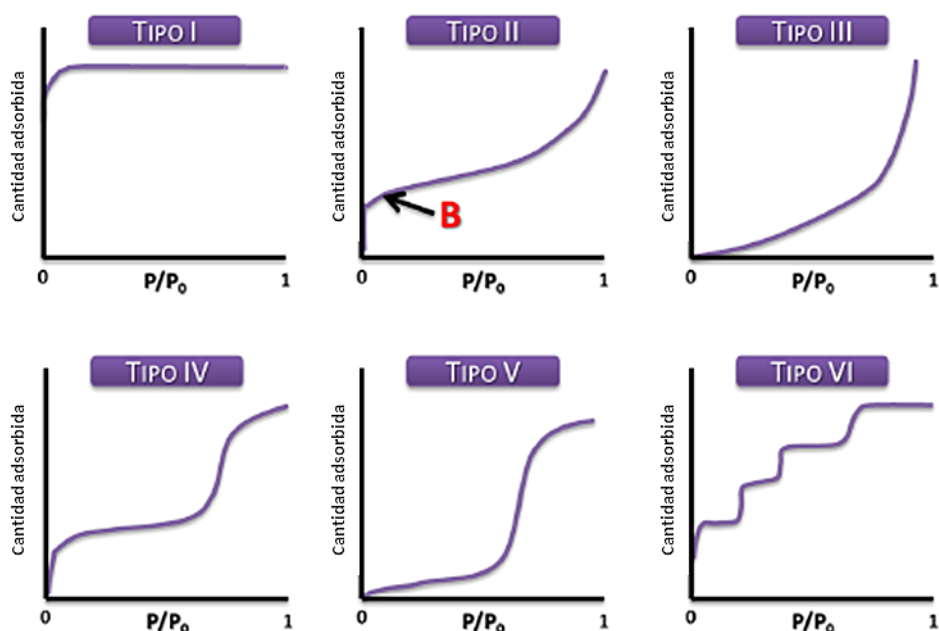 TIPO I
Cantidad adsorbida
0
P/P₀
1
TIPO II
Cantidad adsorbida
B
0
P/P₀
1
TIPO III
Cantidad adsorbida
0
P/P₀
1
TIPO IV
Cantidad adsorbida
0
P/P₀
1
TIPO V
Cantidad adsorbida
0
P/P₀
1
TIPO VI
Cantidad adsorbida
0
P/P₀
1